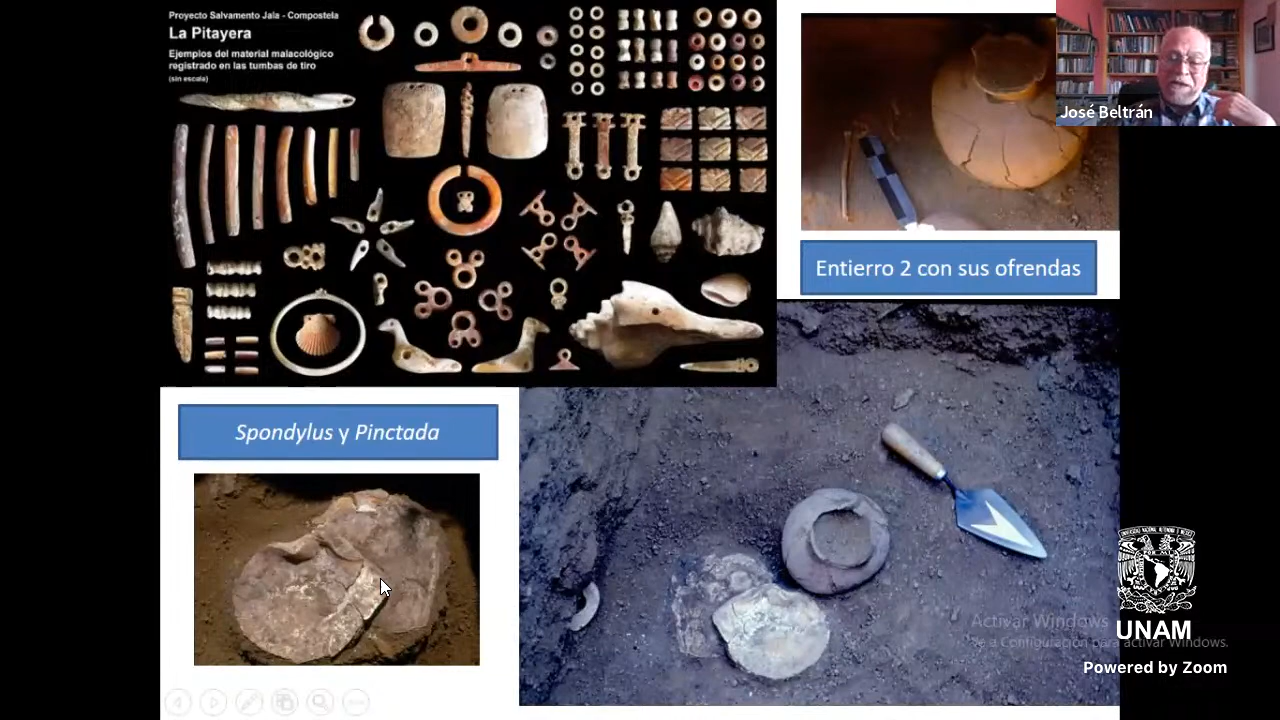 Proyecto Salvamento Jala - Compostela
La Pitayera
Ejemplos del material malacológico
registrado en las tumbas de tiro
(sin escala)
José Beltrán
Entierro 2 con sus ofrendas
Spondylus y Pinctada
Activar Windows
Ve a Configuración para activar Windows.
UNAM
Powered by Zoom